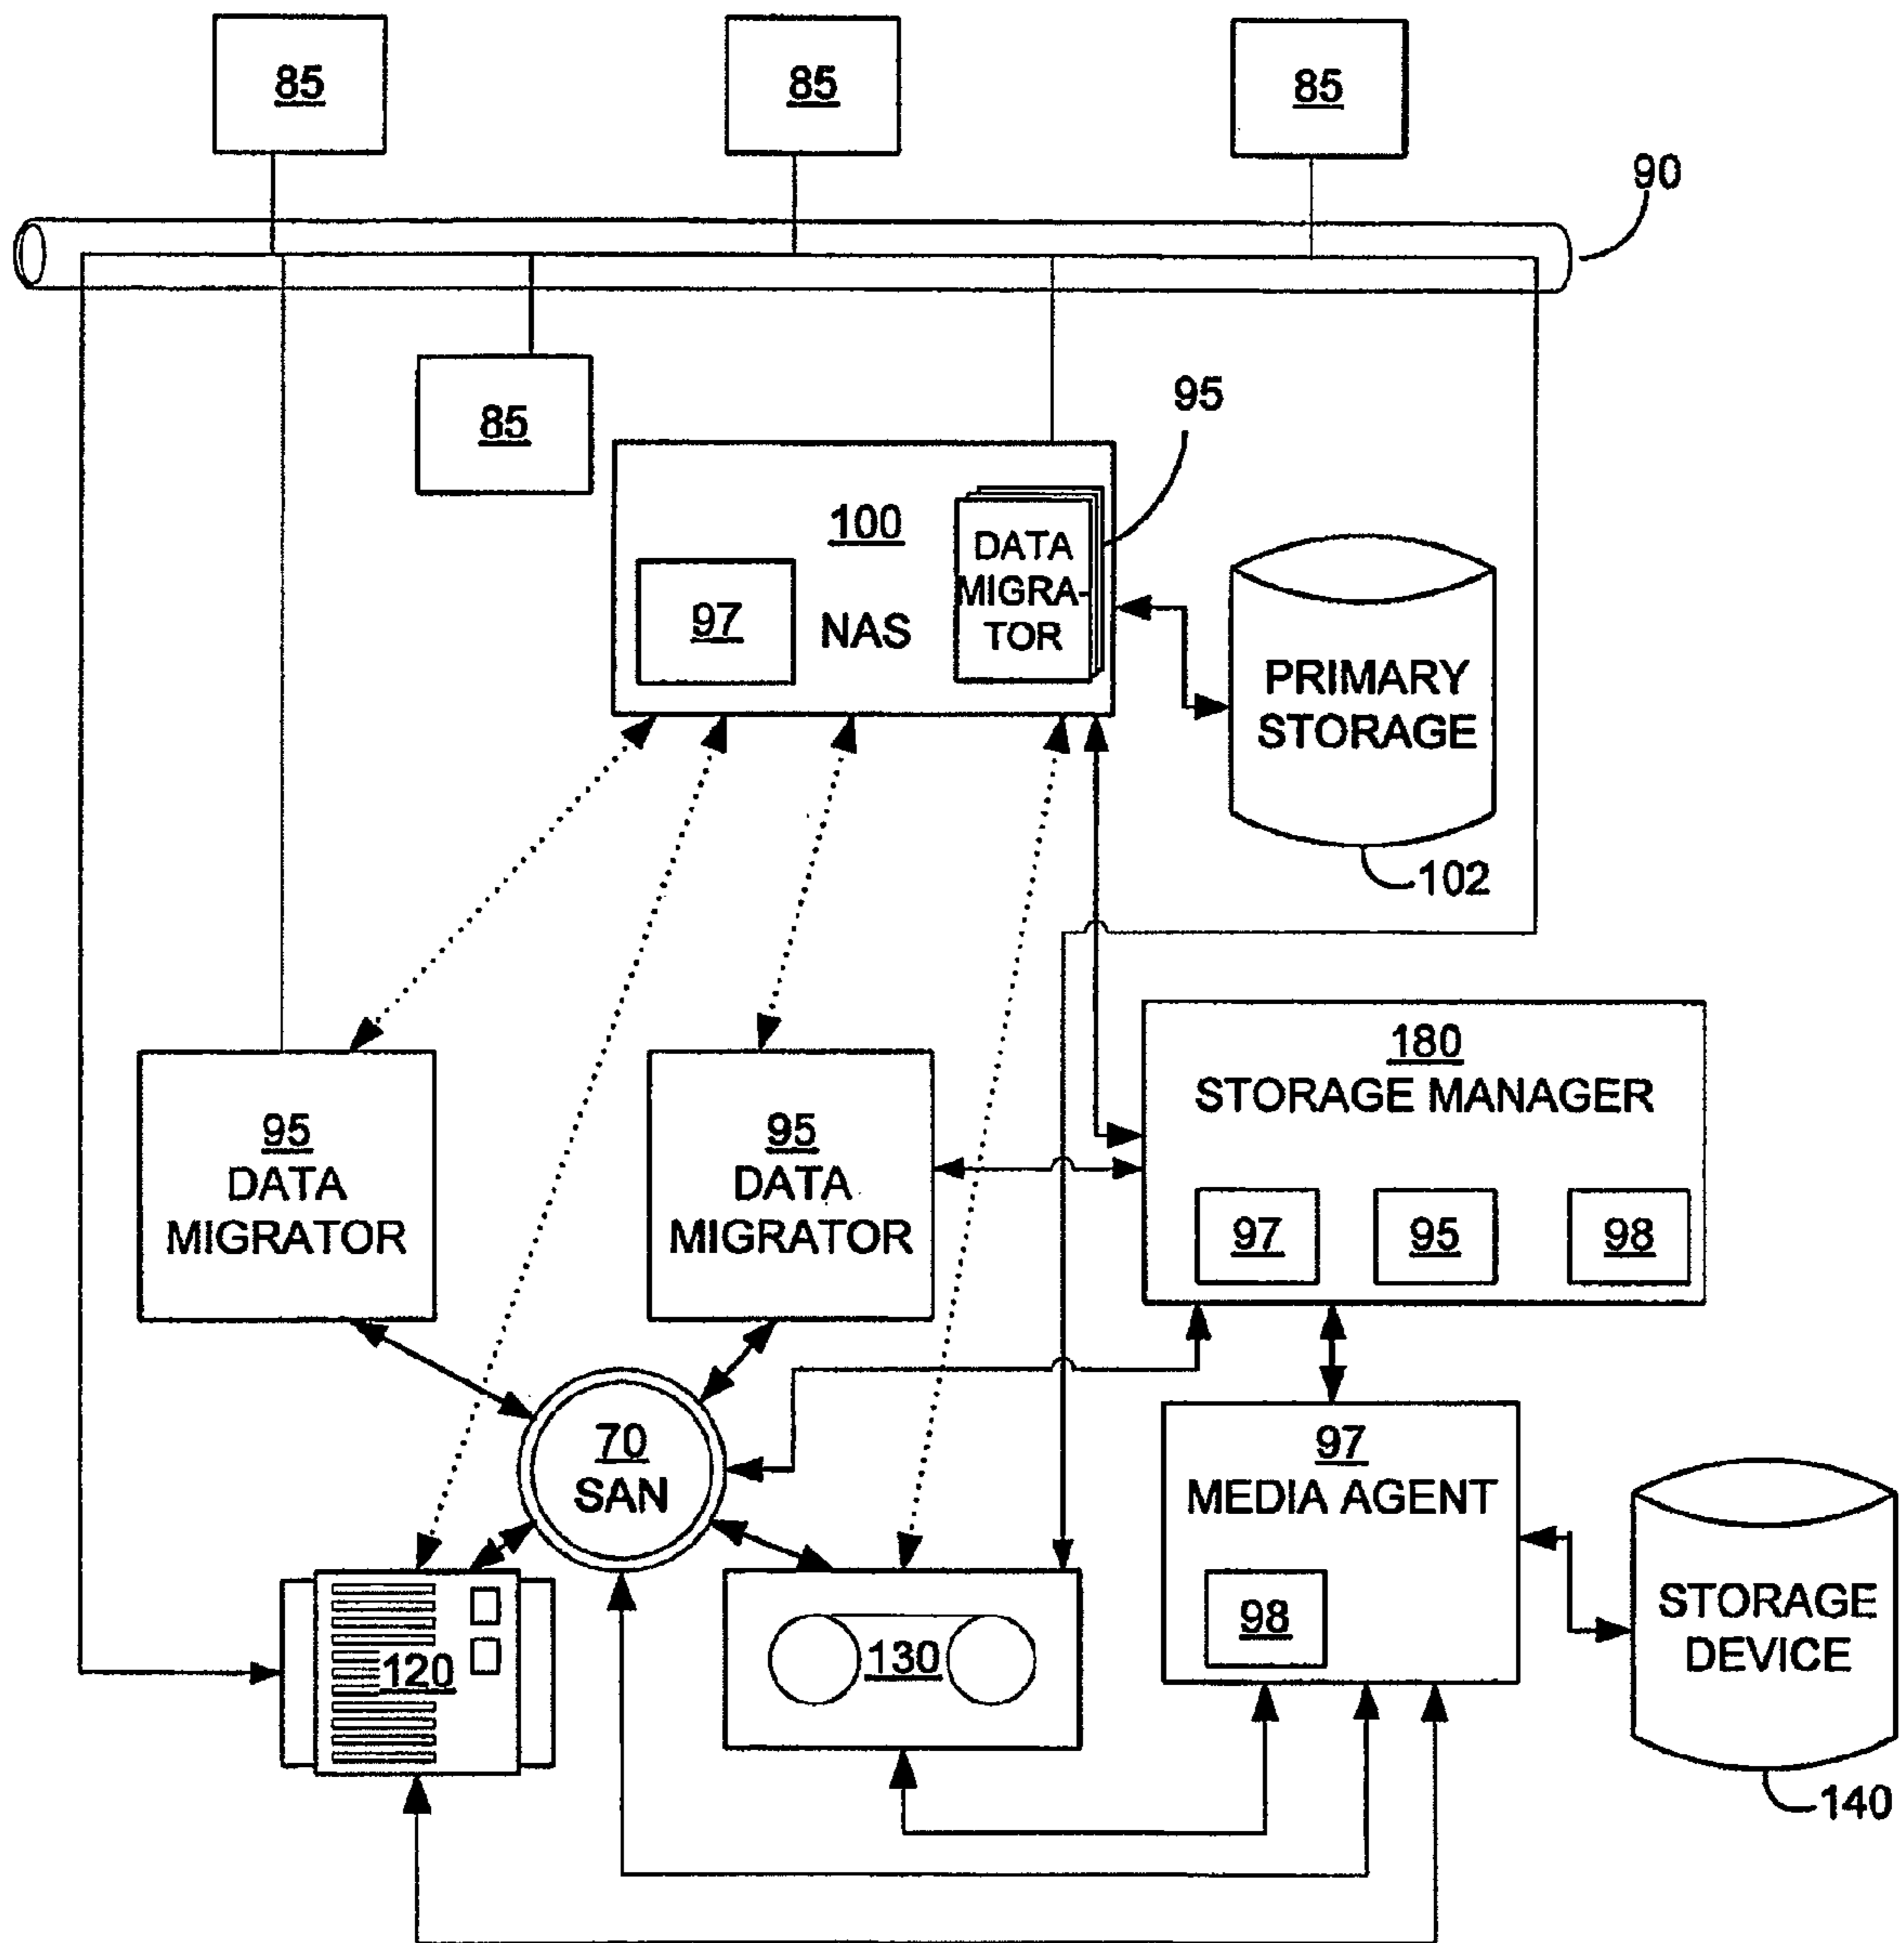 85
85
85
90
85
95
100
DATA
MIGRA-
TOR
97
NAS
PRIMARY
STORAGE
102
180
STORAGE MANAGER
95
DATA
MIGRATOR
95
DATA
MIGRATOR
97
95
98
70
SAN
97
MEDIA AGENT
98
STORAGE
DEVICE
120
130
140